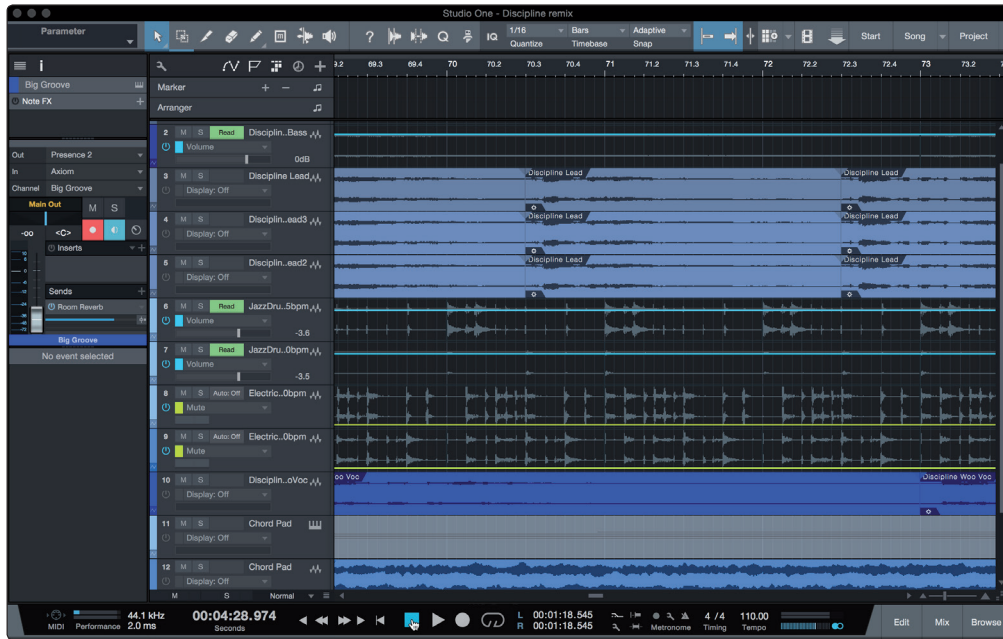 Studio One - Discipline remix
Parameter
IQ
1/16
Quantize
Bars
Timebase
Adaptive
Snap
Start
Song
Project
i
9.2 69.3 69.4 70 70.2 70.3 70.4 71 71.2 71.3 71.4 72 72.2 72.3 72.4 73 73.2
Big Groove
Note FX
Marker
Arranger
Out Presence 2
In Axiom
Channel Big Groove
Main Out M S
-oo <C>
Inserts
Sends
Room Reverb
Big Groove
No event selected
2 M S Read Disciplin..Bass
Volume
0dB
3 M S Discipline Lead
Display: Off
Discipline Lead Discipline Lead
4 M S Disciplin..ead3
Display: Off
Discipline Lead Discipline Lead
5 M S Disciplin..ead2
Display: Off
Discipline Lead Discipline Lead
6 M S Read JazzDru..5bpm
Volume
-3.6
7 M S Read JazzDru..0bpm
Volume
-3.5
8 M S Auto: Off Electric..0bpm
Mute
9 M S Auto: Off Electric..0bpm
Mute
10 M S Disciplin..oVoc
Display: Off
oo Voc Discipline Woo Voc
11 M S Chord Pad
Display: Off
12 M S Chord Pad
Display: Off
M S Normal
MIDI Performance
44.1 kHz
2.0 ms
00:04:28.974
Seconds
L 00:01:18.545
R 00:01:18.545
Metronome
4 / 4
Timing
110.00
Tempo
Edit
Mix
Browse